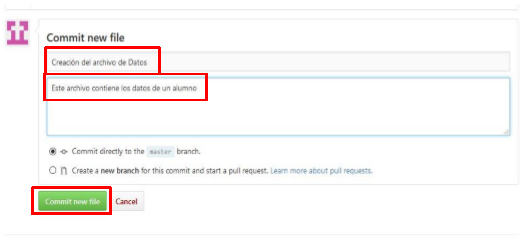 Commit new file
Creación del archivo de Datos
Este archivo contiene los datos de un alumno
Commit directly to the master branch.
Create a new branch for this commit and start a pull request. Learn more about pull requests.
Commit new file Cancel